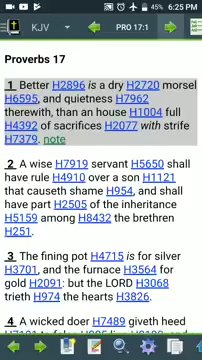 45% 6:25 PM
KJV PRO 17:1
Proverbs 17
1 Better H2896 is a dry H2720 morsel
H6595, and quietness H7962
therewith, than an house H1004 full
H4392 of sacrifices H2077 with strife
H7379. note
2 A wise H7919 servant H5650 shall
have rule H4910 over a son H1121
that causeth shame H954, and shall
have part H2505 of the inheritance
H5159 among H8432 the brethren
H251.
3 The fining pot H4715 is for silver
H3701, and the furnace H3564 for
gold H2091: but the LORD H3068
trieth H974 the hearts H3826.
4 A wicked doer H7489 giveth heed